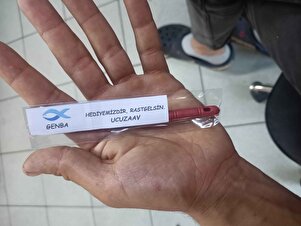 HEDİYEMİZDİR, RASTGELSİN.
UCUZAAV
GENBA